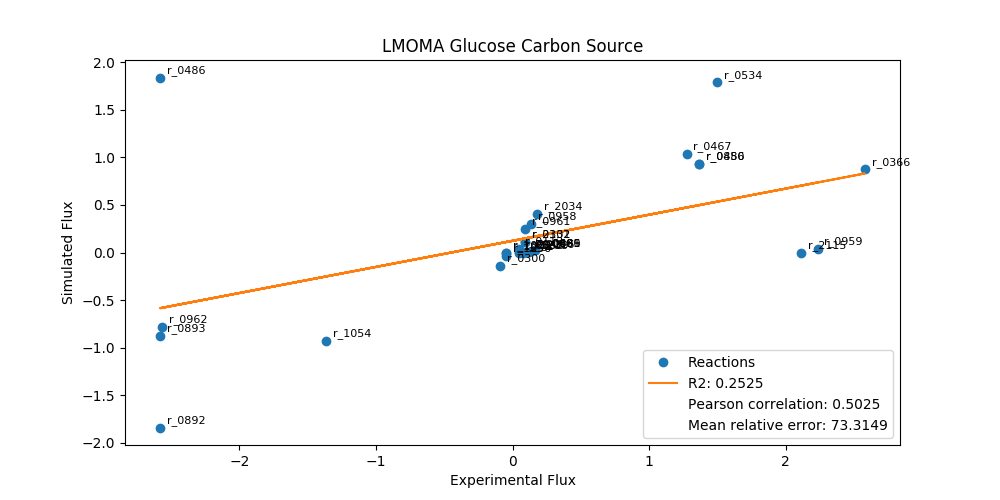 LMOMA Glucose Carbon Source
Simulated Flux
2.0
1.5
1.0
0.5
0.0
−0.5
−1.0
−1.5
−2.0
r_0486
r_0534
r_0467
r_0366
r_2034
r_0958
r_0961
r_0959
r_2115
r_0300
r_0962
r_0893
r_1054
r_0892
Reactions
R2: 0.2525
Pearson correlation: 0.5025
Mean relative error: 73.3149
−2
−1
0
1
2
Experimental Flux